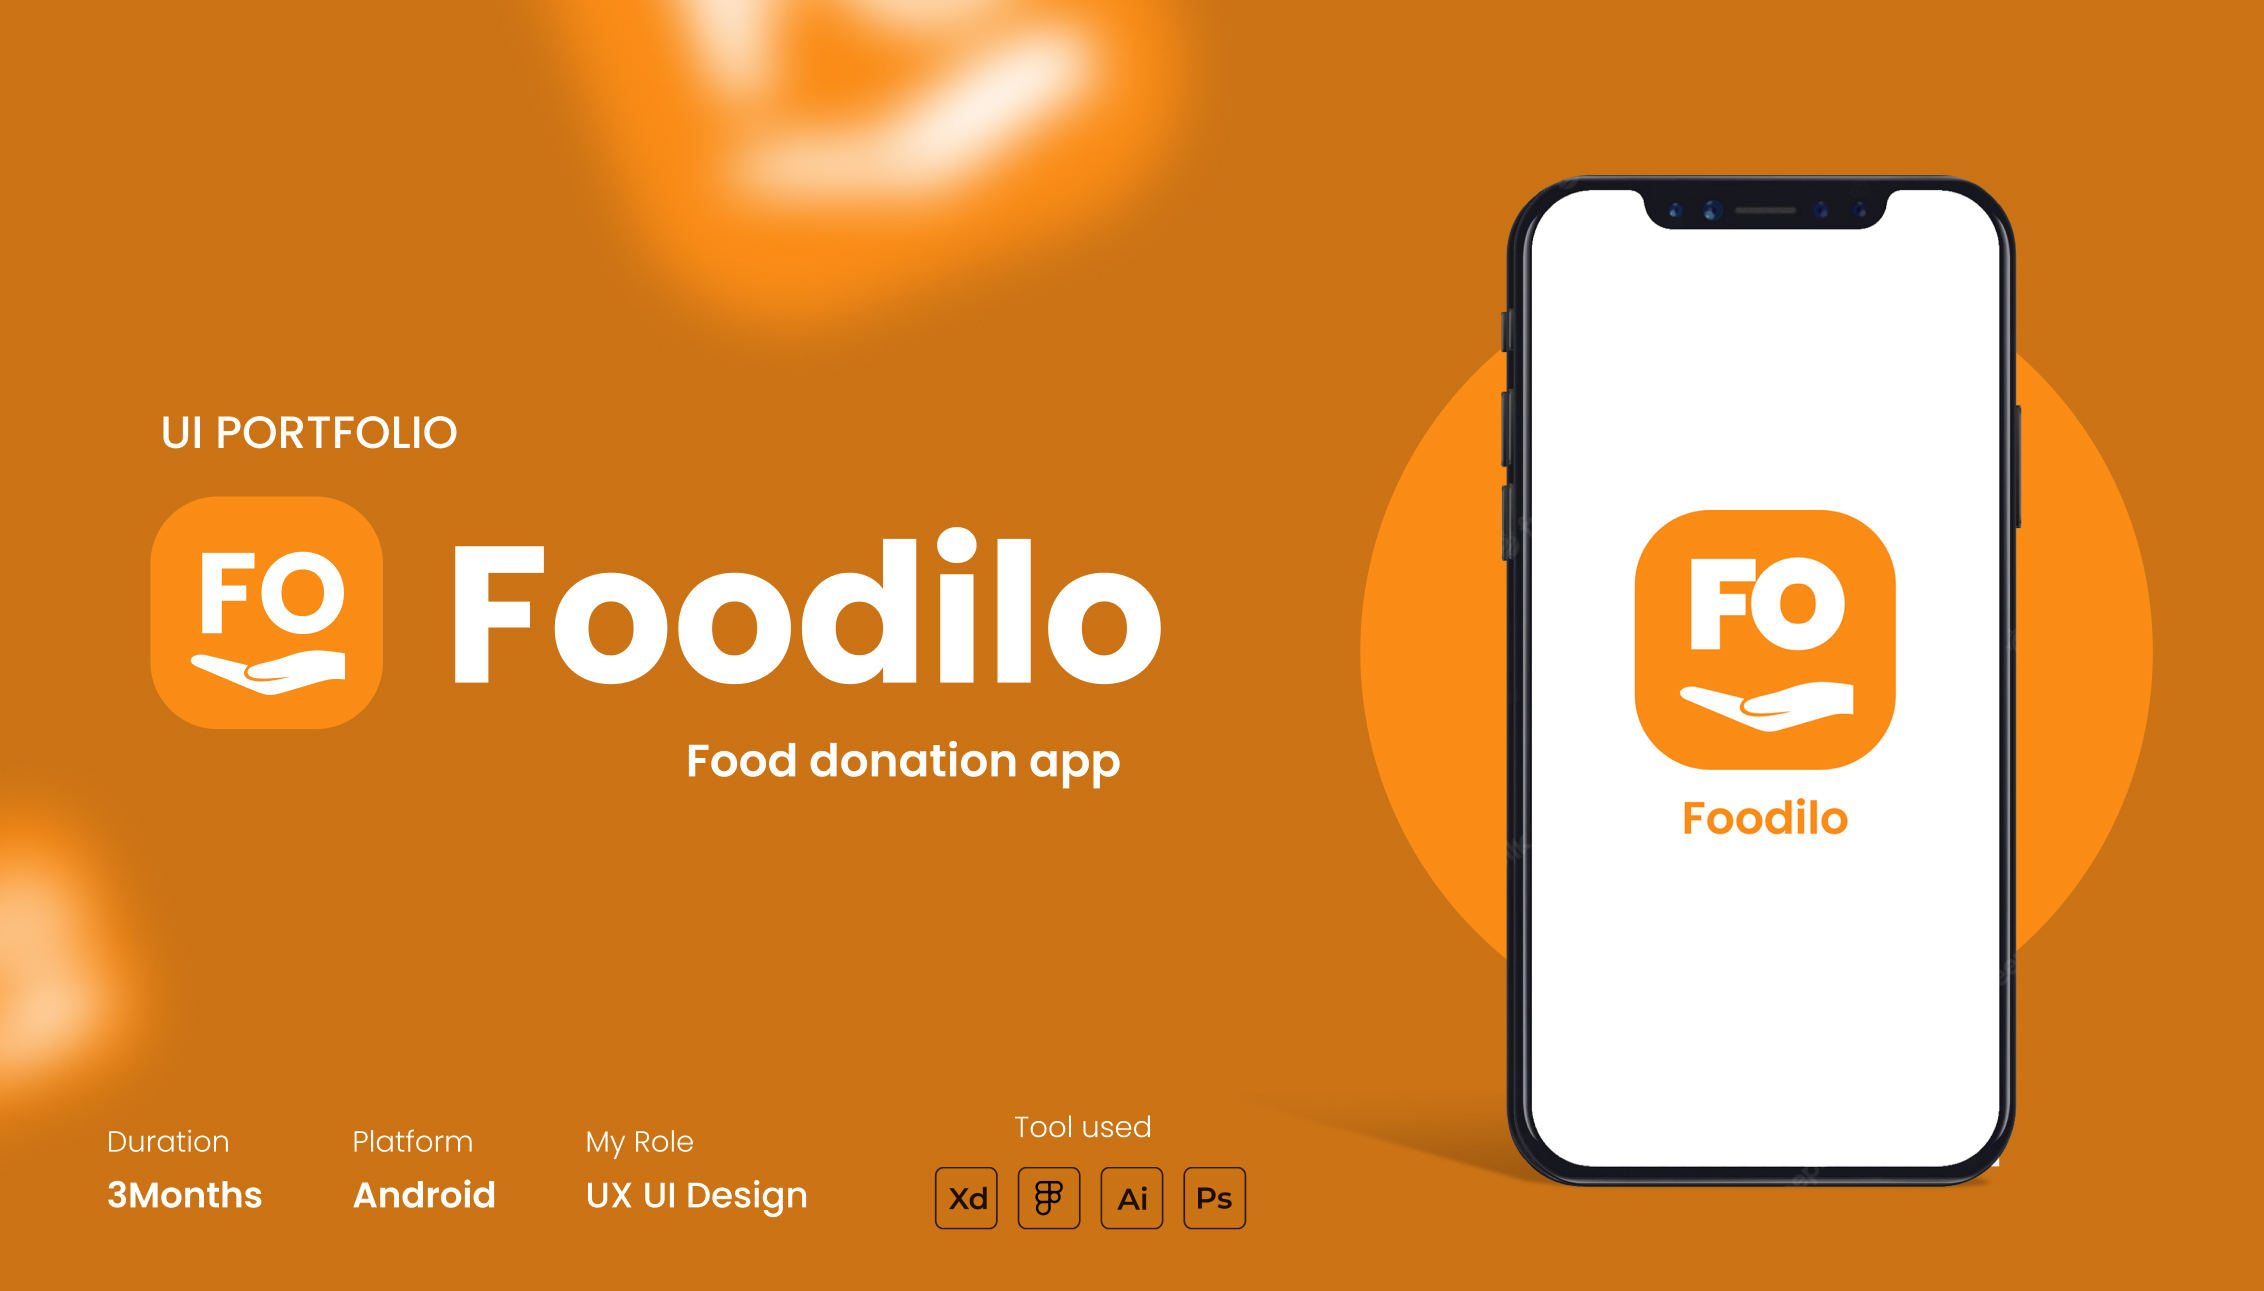 UI PORTFOLIO
FO
Foodilo
Food donation app
FO
Foodilo
Duration
3Months
Platform
Android
My Role
UX UI Design
Tool used
Xd
Ai
Ps